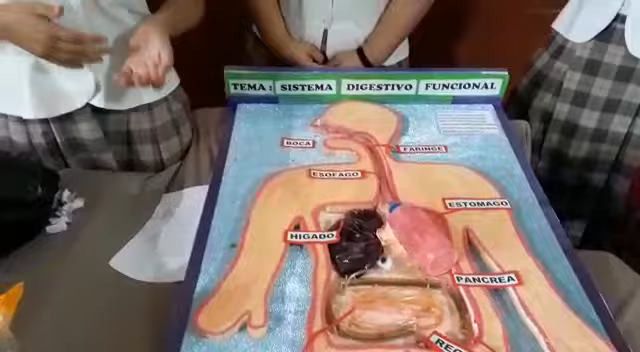 TEMA: SISTEMA DIGESTIVO FUNCIONAL
BOCA
FARINGE
ESOFAGO
ESTOMAGO
HIGADO
PANCREA